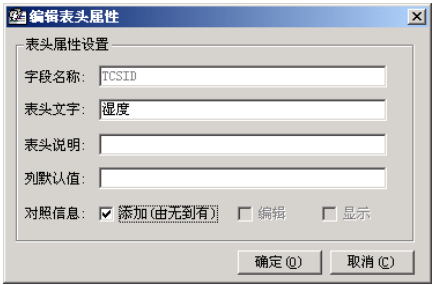 编辑表头属性
表头属性设置
字段名称: TCSID
表头文字: 湿度
表头说明:
列默认值:
对照信息: 添加(由无到有) 编辑 显示
确定(O) 取消(C)